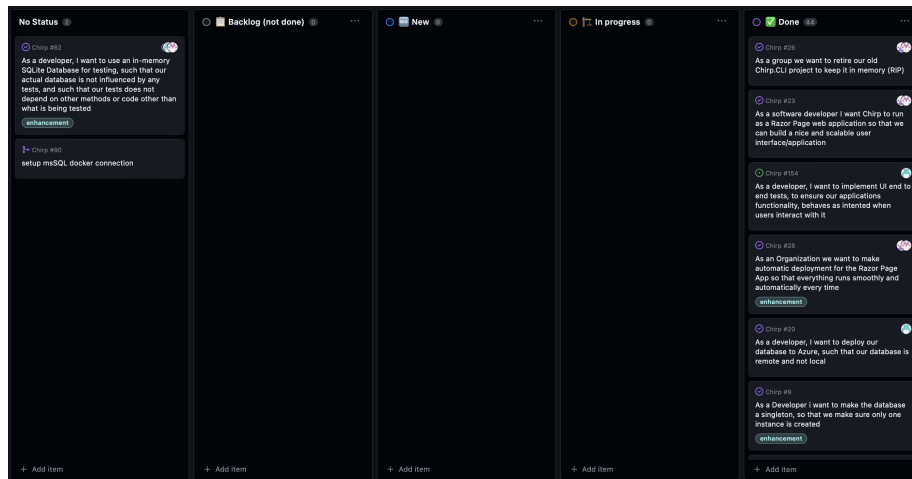 No Status 2
Chirp #62
As a developer, I want to use an in-memory
SQLite Database for testing, such that our
actual database is not influenced by any
tests, and such that our tests does not
depend on other methods or code other than
what is being tested
enhancement
Chirp #90
setup msSQL docker connection
+ Add item
Backlog (not done) 0
+ Add item
New 0
+ Add item
In progress 0
+ Add item
Done 44
Chirp #26
As a group we want to retire our old
Chirp.CLI project to keep it in memory (RIP)
Chirp #23
As a software developer I want Chirp to run
as a Razor Page web application so that we
can build a nice and scalable user
interface/application
Chirp #154
As a developer, I want to implement UI end to
end tests, to ensure our applications
functionality, behaves as intented when
users interact with it
Chirp #28
As an Organization we want to make
automatic deployment for the Razor Page
App so that everything runs smoothly and
automatically every time
enhancement
Chirp #20
As a developer, I want to deploy our
database to Azure, such that our database is
remote and not local
Chirp #9
As a Developer i want to make the database
a singleton, so that we make sure only one
instance is created
enhancement
+ Add item